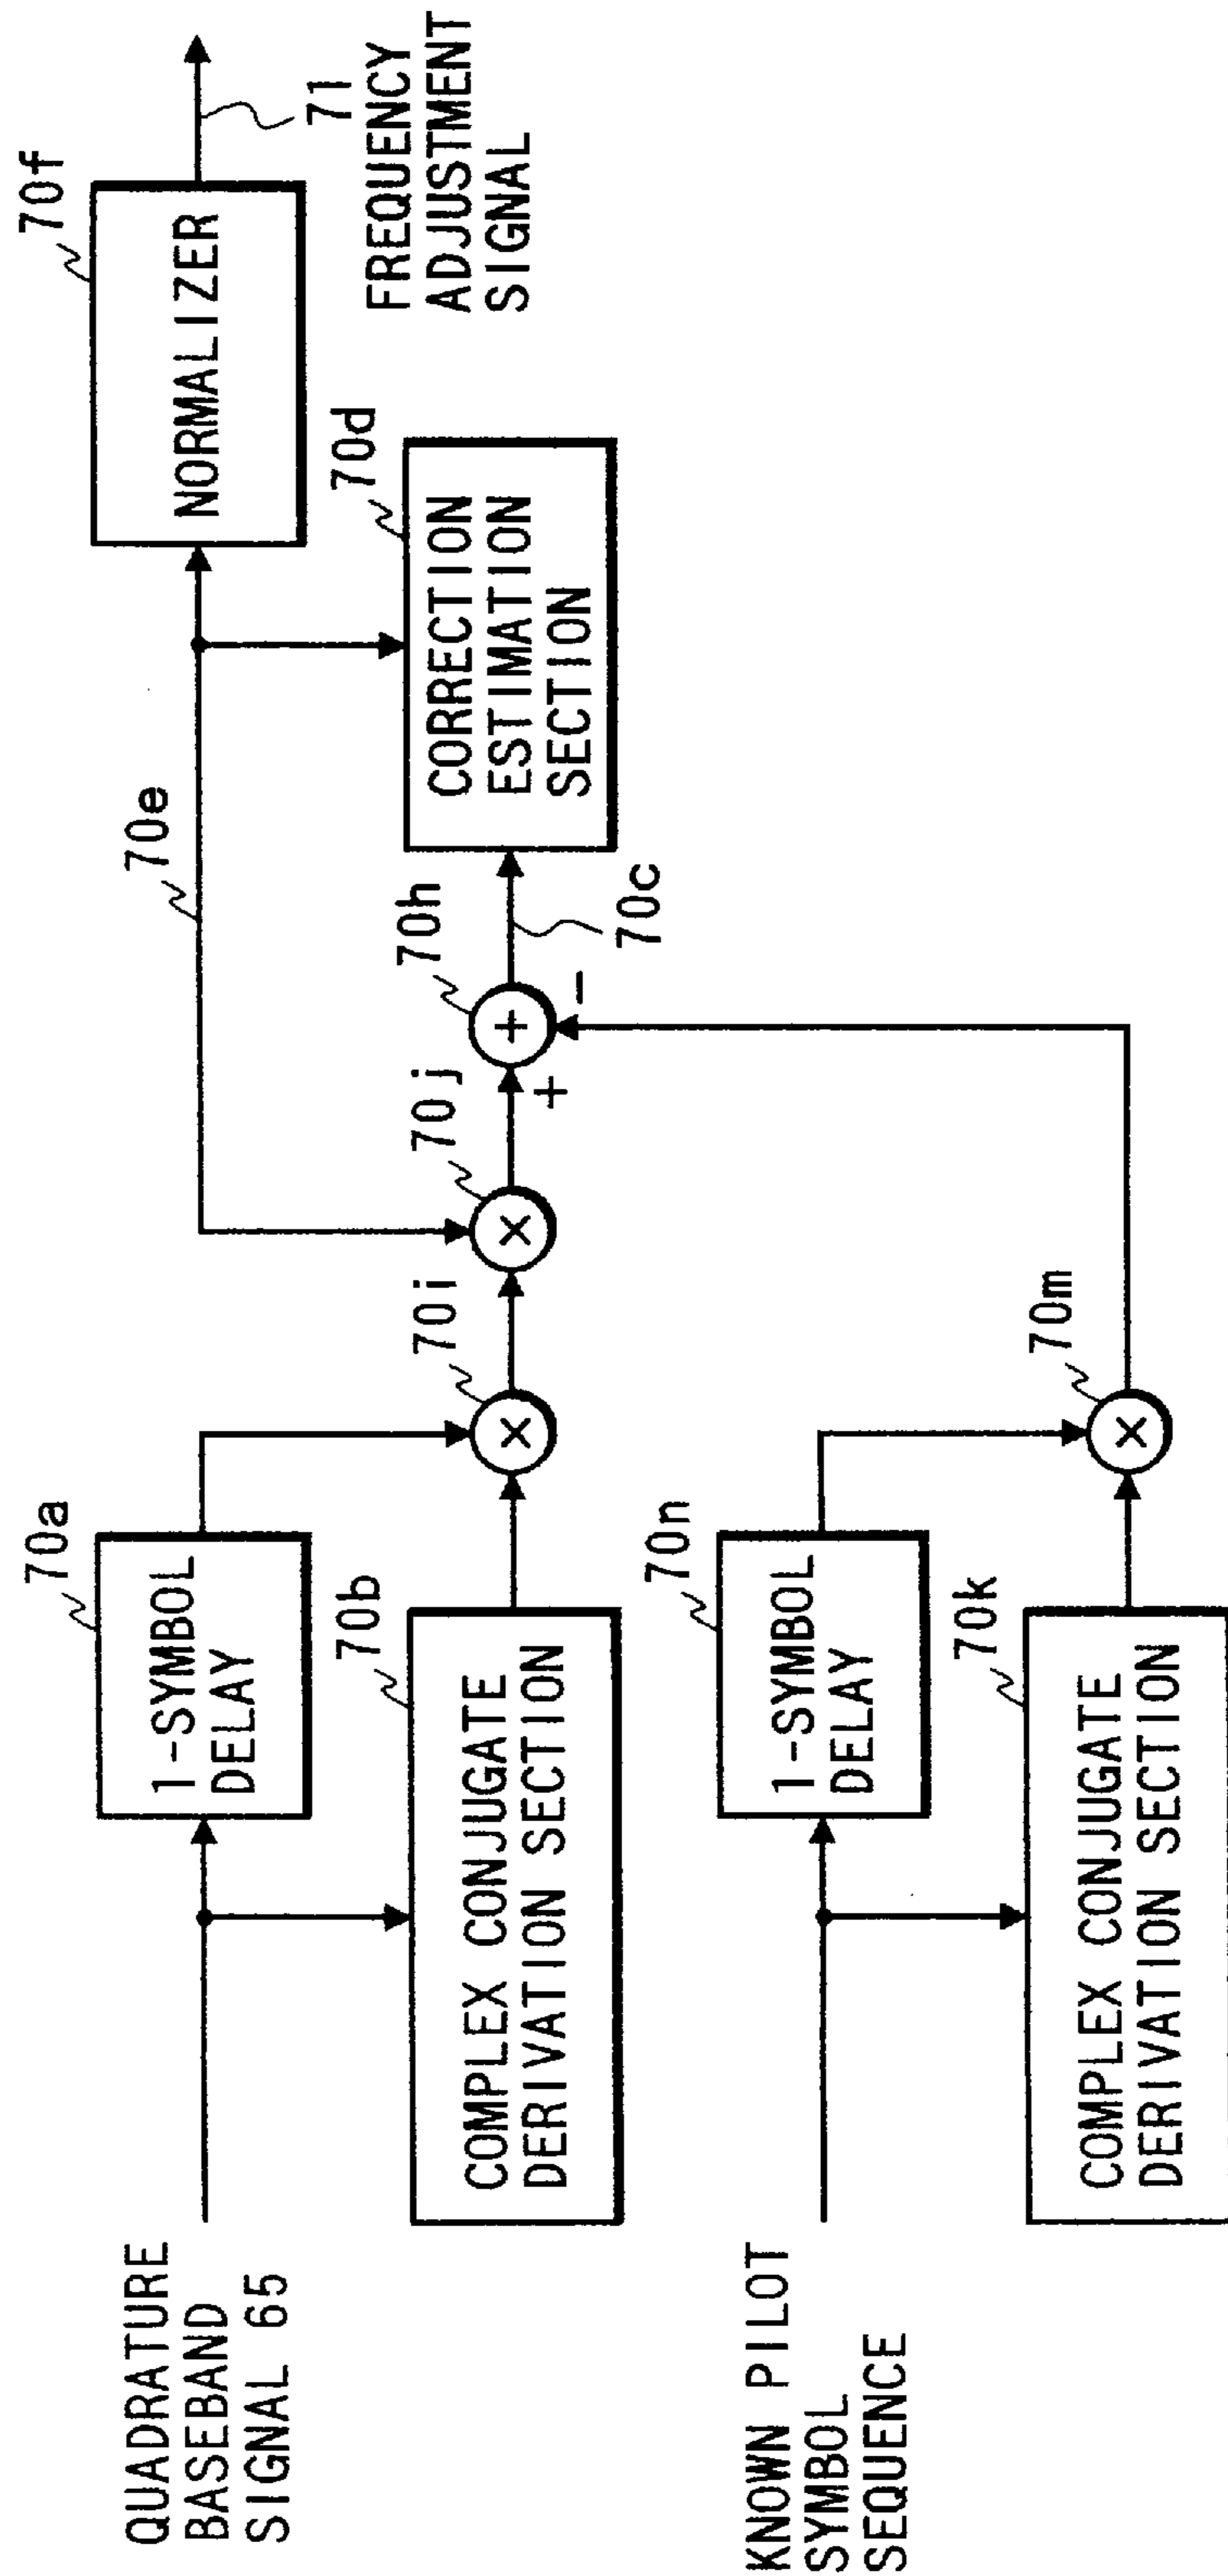 QUADRATURE
BASEBAND
SIGNAL 65
70a
1-SYMBOL
DELAY
70b
COMPLEX CONJUGATE
DERIVATION SECTION
70i
×
70j
×
70e
70h
+
+
-
70c
70d
CORRECTION
ESTIMATION
SECTION
70f
NORMALIZER
71
FREQUENCY
ADJUSTMENT
SIGNAL
KNOWN PILOT
SYMBOL
SEQUENCE
70n
1-SYMBOL
DELAY
70k
COMPLEX CONJUGATE
DERIVATION SECTION
70m
×